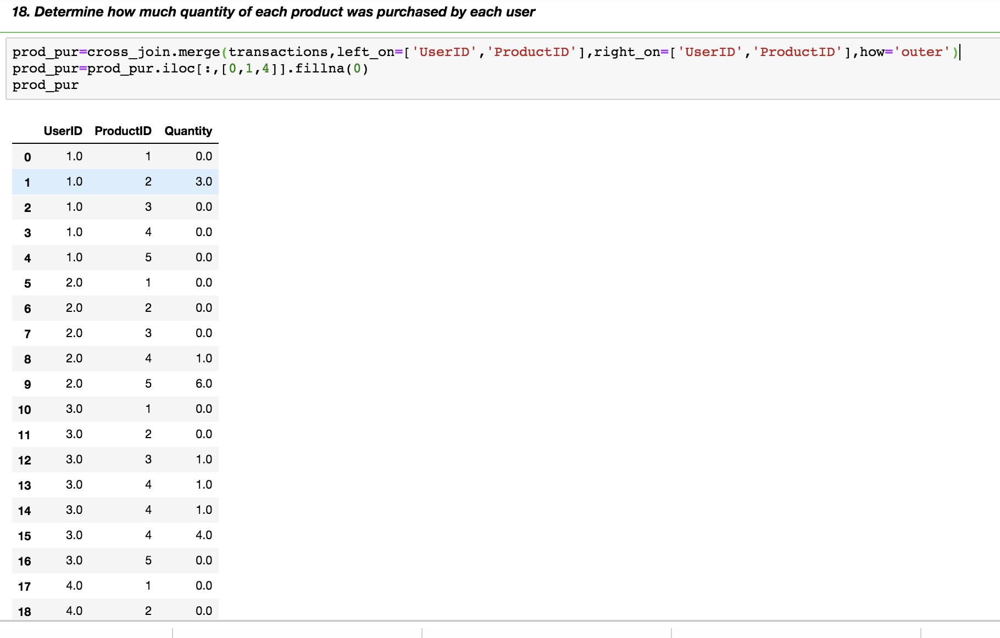 18. Determine how much quantity of each product was purchased by each user
prod_pur=cross_join.merge(transactions,left_on=['UserID','ProductID'],right_on=['UserID','ProductID'],how='outer')
prod_pur=prod_pur.iloc[:,[0,1,4]].fillna(0)
prod_pur
UserID ProductID Quantity
0 1.0 1 0.0
1 1.0 2 3.0
2 1.0 3 0.0
3 1.0 4 0.0
4 1.0 5 0.0
5 2.0 1 0.0
6 2.0 2 0.0
7 2.0 3 0.0
8 2.0 4 1.0
9 2.0 5 6.0
10 3.0 1 0.0
11 3.0 2 0.0
12 3.0 3 1.0
13 3.0 4 1.0
14 3.0 4 1.0
15 3.0 4 4.0
16 3.0 5 0.0
17 4.0 1 0.0
18 4.0 2 0.0